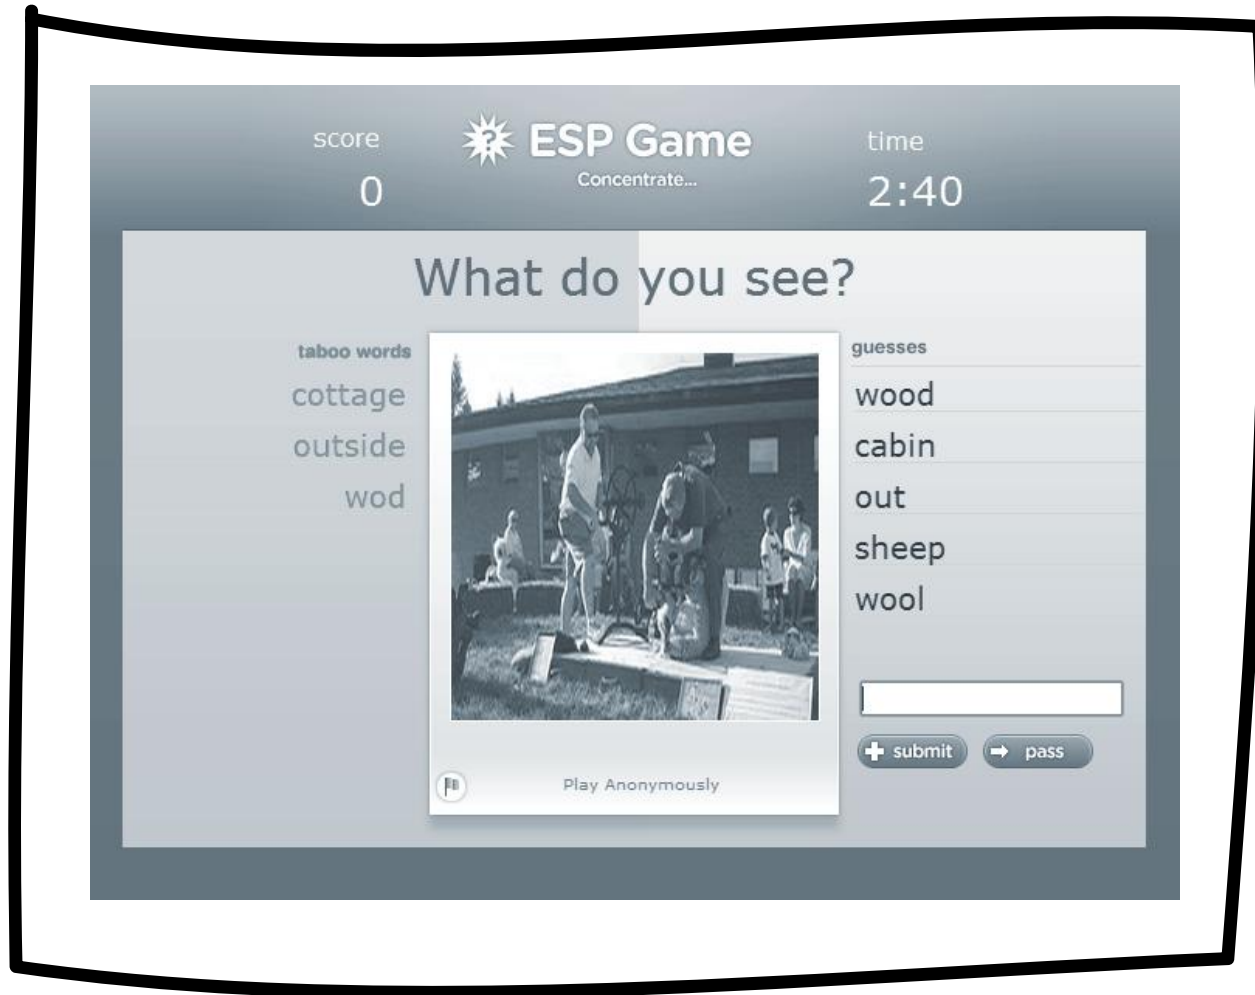 score
ESP Game
time
Concentrate...
0
2:40
What do you see?
taboo words
guesses
cottage
wood
outside
cabin
wod
out
sheep
wool
submit
pass
Play Anonymously